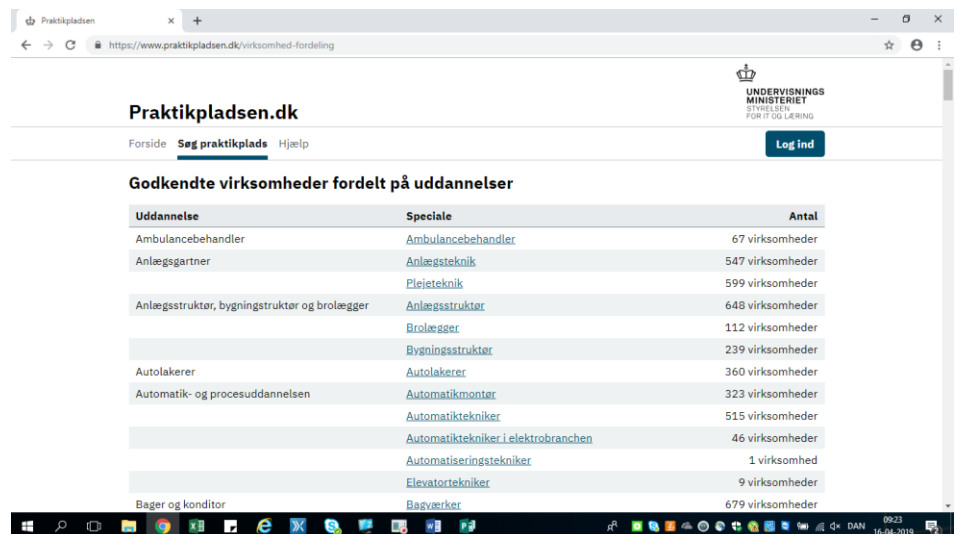 Praktikpladsen
https://www.praktikpladsen.dk/virksomhed-fordeling
UNDERVISNINGS
MINISTERIET
STYRELSEN
FOR IT OG LÆRING
Praktikpladsen.dk
Forside Søg praktikplads Hjælp Log ind
Godkendte virksomheder fordelt på uddannelser
Uddannelse Speciale Antal
Ambulancebehandler Ambulancebehandler 67 virksomheder
Anlægsgartner Anlægsteknik 547 virksomheder
Plejeteknik 599 virksomheder
Anlægsstruktør, bygningstruktør og brolægger Anlægsstruktør 648 virksomheder
Brolægger 112 virksomheder
Bygningsstruktør 239 virksomheder
Autolakerer Autolakerer 360 virksomheder
Automatik- og procesuddannelsen Automatikmontør 323 virksomheder
Automatiktekniker 515 virksomheder
Automatiktekniker i elektrobranchen 46 virksomheder
Automatiseringstekniker 1 virksomhed
Elevatortekniker 9 virksomheder
Bager og konditor Bagværker 679 virksomheder
DAN 09:23
16-04-2019